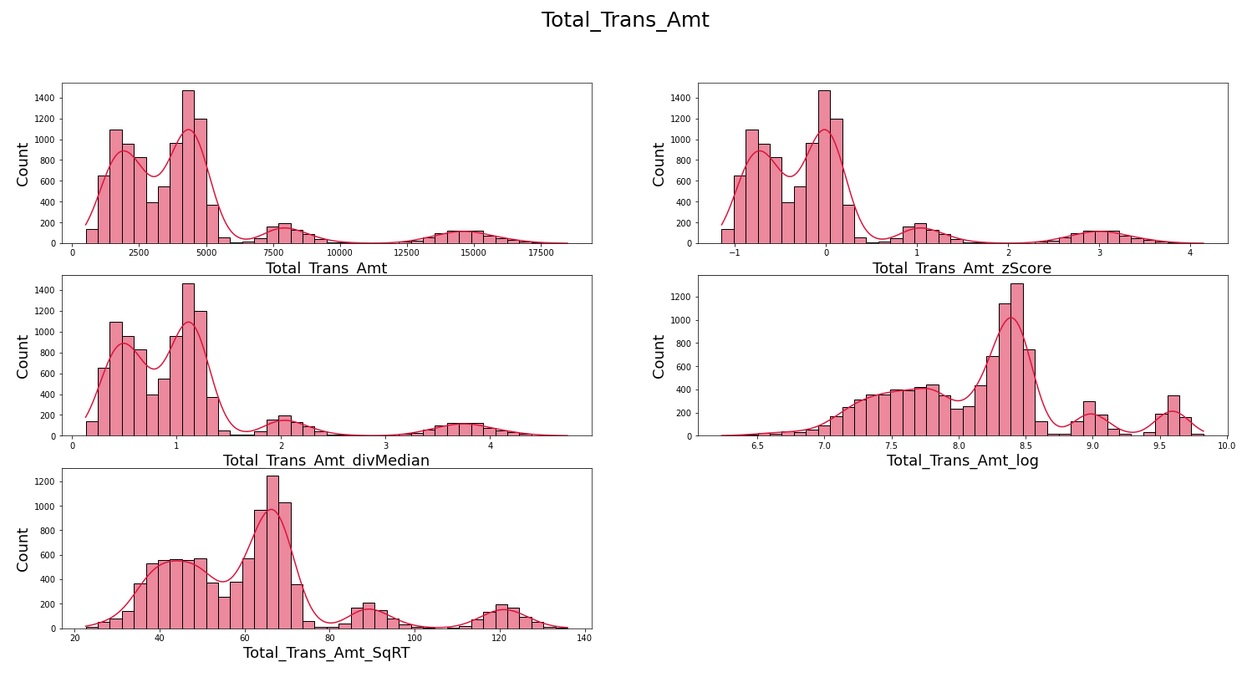 Total_Trans_Amt
1400
1200
1000
800
600
400
200
0
Count
0 2500 5000 7500 10000 12500 15000 17500
Total_Trans_Amt
1400
1200
1000
800
600
400
200
0
Count
−1 0 1 2 3 4
Total_Trans_Amt_zScore
1400
1200
1000
800
600
400
200
0
Count
0 1 2 3 4
Total_Trans_Amt_divMedian
1200
1000
800
600
400
200
0
Count
6.5 7.0 7.5 8.0 8.5 9.0 9.5 10.0
Total_Trans_Amt_log
1200
1000
800
600
400
200
0
Count
20 40 60 80 100 120 140
Total_Trans_Amt_SqRT